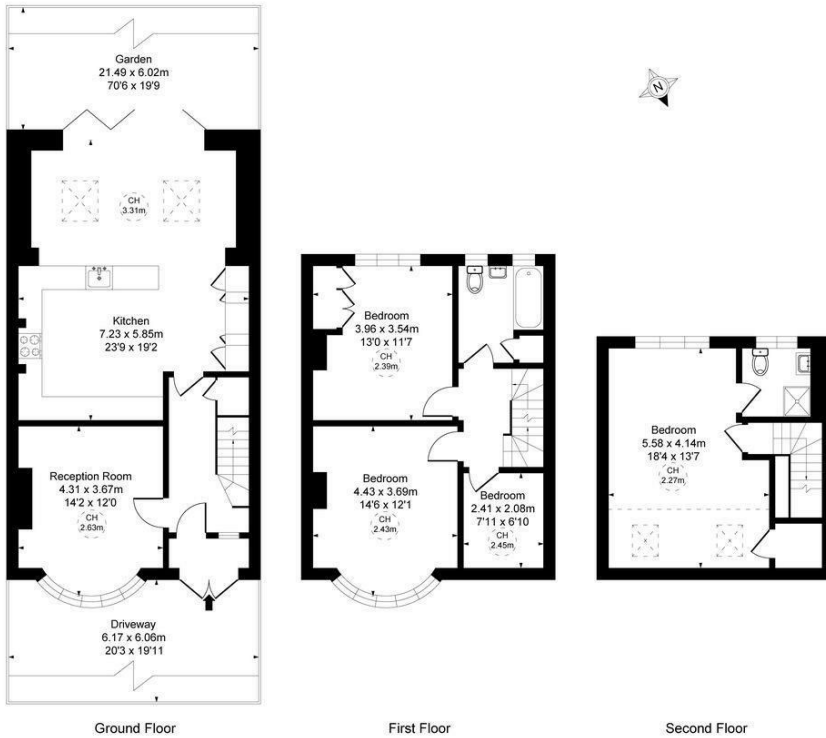 Garden
21.49 x 6.02m
70'6 x 19'9
N
CH
3.31m
Kitchen
7.23 x 5.85m
23'9 x 19'2
Reception Room
4.31 x 3.67m
14'2 x 12'0
CH
2.63m
Driveway
6.17 x 6.06m
20'3 x 19'11
Ground Floor
Bedroom
3.96 x 3.54m
13'0 x 11'7
CH
2.39m
Bedroom
4.43 x 3.69m
14'6 x 12'1
CH
2.43m
Bedroom
2.41 x 2.08m
7'11 x 6'10
CH
2.45m
First Floor
Bedroom
5.58 x 4.14m
18'4 x 13'7
CH
2.27m
Second Floor